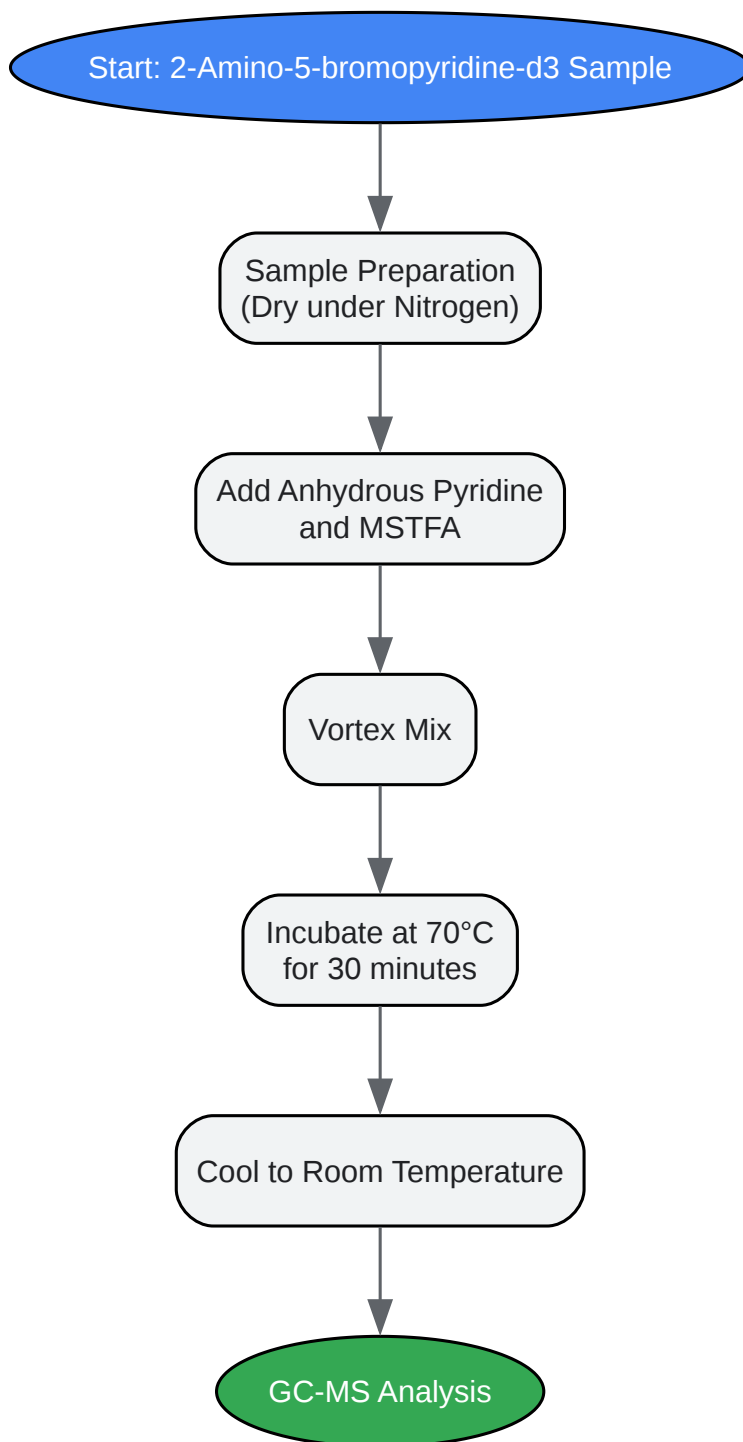 Start: 2-Amino-5-bromopyridine-d3 Sample
Sample Preparation
(Dry under Nitrogen)
Add Anhydrous Pyridine
and MSTFA
Vortex Mix
Incubate at 70°C
for 30 minutes
Cool to Room Temperature
GC-MS Analysis